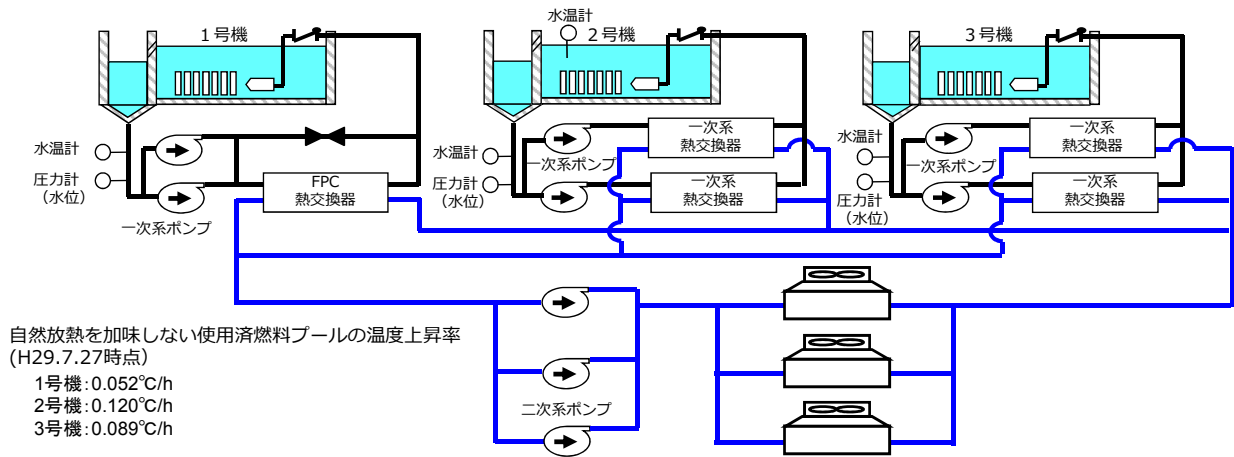 水温計
1号機
2号機
3号機
水温計
圧力計
(水位)
一次系ポンプ
FPC
熱交換器
水温計
圧力計
(水位)
一次系ポンプ
一次系
熱交換器
一次系
熱交換器
水温計
圧力計
(水位)
一次系ポンプ
一次系
熱交換器
一次系
熱交換器
二次系ポンプ
自然放熱を加味しない使用済燃料プールの温度上昇率
(H29.7.27時点)
1号機:0.052℃/h
2号機:0.120℃/h
3号機:0.089℃/h